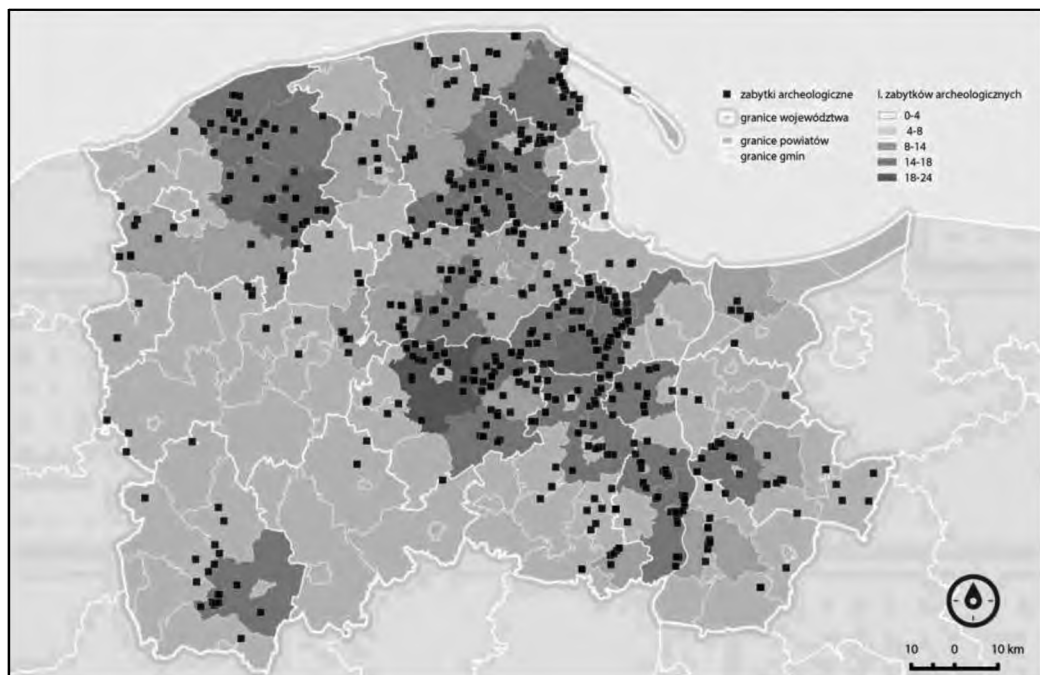 zabytki archeologiczne
granice województwa
granice powiatów
granice gmin
l. zabytków archeologicznych
0-4
4-8
8-14
14-18
18-24
10 0 10 km